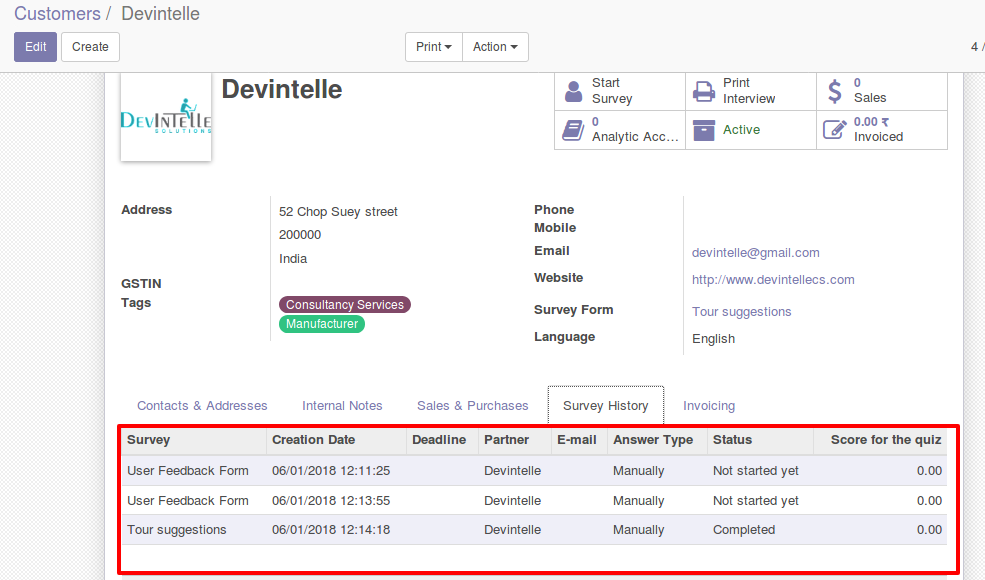 Customers / Devintelle
Edit Create Print Action 4 /
DEVINTELLE
SOLUTIONS
Devintelle
Start Survey
Print Interview
0 Sales
0 Analytic Acc...
Active
0.00 ₹ Invoiced
Address
52 Chop Suey street
200000
India
GSTIN
Tags
Consultancy Services
Manufacturer
Phone
Mobile
Email devintelle@gmail.com
Website http://www.devintellecs.com
Survey Form Tour suggestions
Language English
Contacts & Addresses Internal Notes Sales & Purchases Survey History Invoicing
Survey Creation Date Deadline Partner E-mail Answer Type Status Score for the quiz
User Feedback Form 06/01/2018 12:11:25 Devintelle Manually Not started yet 0.00
User Feedback Form 06/01/2018 12:13:55 Devintelle Manually Not started yet 0.00
Tour suggestions 06/01/2018 12:14:18 Devintelle Manually Completed 0.00